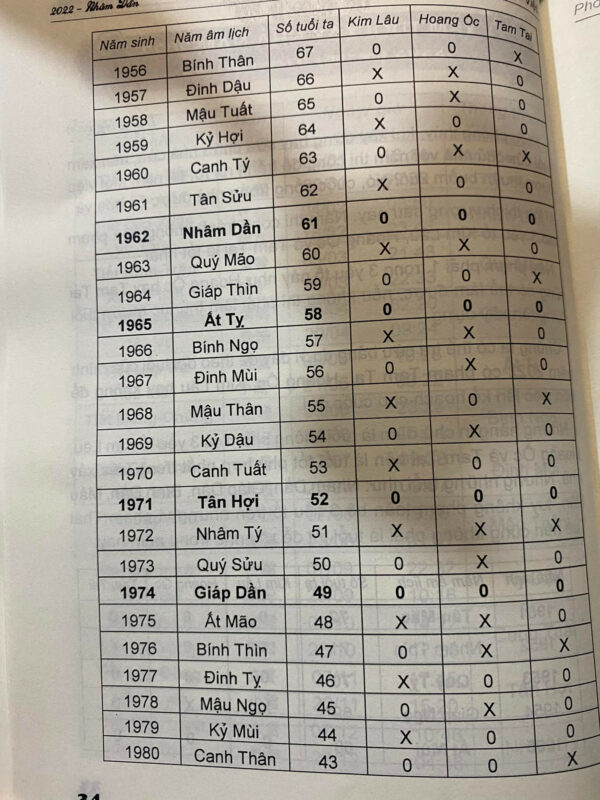 2022 - Nhâm Dần
Năm sinh Năm âm lịch Số tuổi ta Kim Lâu Hoang Ốc Tam Tai
1956 Bính Thân 67 0 0 X
1957 Đinh Dậu 66 X X 0
1958 Mậu Tuất 65 0 X 0
1959 Kỷ Hợi 64 X 0 0
1960 Canh Tý 63 0 X X
1961 Tân Sửu 62 X 0 0
1962 Nhâm Dần 61 0 0 0
1963 Quý Mão 60 X X 0
1964 Giáp Thìn 59 0 0 X
1965 Ất Tỵ 58 0 0 0
1966 Bính Ngọ 57 X X 0
1967 Đinh Mùi 56 0 X 0
1968 Mậu Thân 55 X 0 X
1969 Kỷ Dậu 54 0 X 0
1970 Canh Tuất 53 X 0 0
1971 Tân Hợi 52 0 0 0
1972 Nhâm Tý 51 X X X
1973 Quý Sửu 50 0 X 0
1974 Giáp Dần 49 0 0 0
1975 Ất Mão 48 X X 0
1976 Bính Thìn 47 0 X X
1977 Đinh Tỵ 46 X 0 0
1978 Mậu Ngọ 45 0 X 0
1979 Kỷ Mùi 44 X 0 0
1980 Canh Thân 43 0 0 X
34